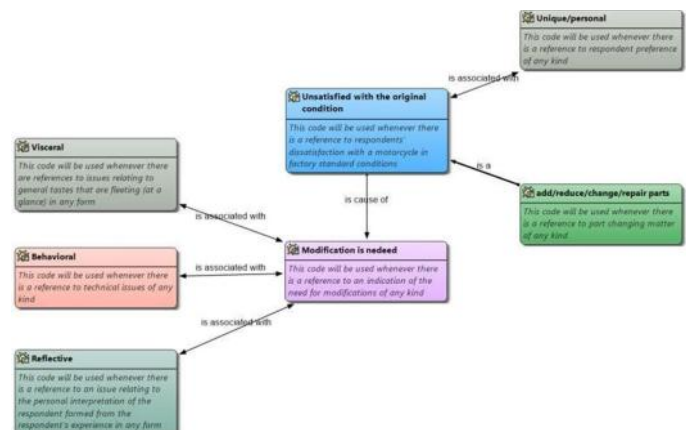 Unique/personal
This code will be used whenever there
is a reference to respondent preference
of any kind
is associated with
Unsatisfied with the original
condition
This code will be used whenever there
is a reference to respondents'
dissatisfaction with a motorcycle in
factory standard conditions
is a
add/reduce/change/repair parts
This code will be used whenever there
is a reference to part changing matter
of any kind
is cause of
Visceral
This code will be used whenever there
are references to issues relating to
general tastes that are fleeting (at a
glance) in any form
is associated with
Modification is nedeed
This code will be used whenever there
is a reference to an indication of the
need for modifications of any kind
Behavioral
This code will be used whenever there
is a reference to technical issues of any
kind
is associated with
is associated with
Reflective
This code will be used whenever there
is a reference to an issue relating to
the personal interpretation of the
respondent formed from the
respondent's experience in any form